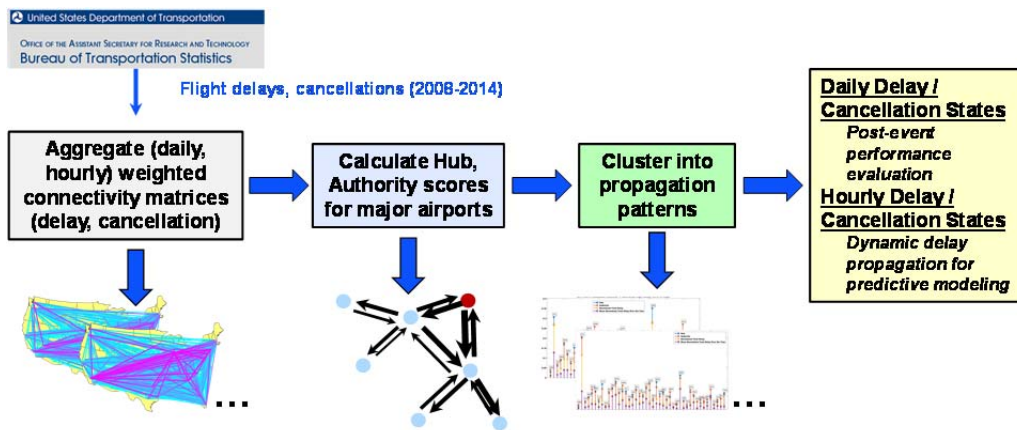 United States Department of Transportation
OFFICE OF THE ASSISTANT SECRETARY FOR RESEARCH AND TECHNOLOGY
Bureau of Transportation Statistics
Flight delays, cancellations (2008-2014)
Aggregate (daily,
hourly) weighted
connectivity matrices
(delay, cancellation)
Calculate Hub,
Authority scores
for major airports
Cluster into
propagation
patterns
Daily Delay /
Cancellation States
Post-event
performance
evaluation
Hourly Delay /
Cancellation States
Dynamic delay
propagation for
predictive modeling
...
...